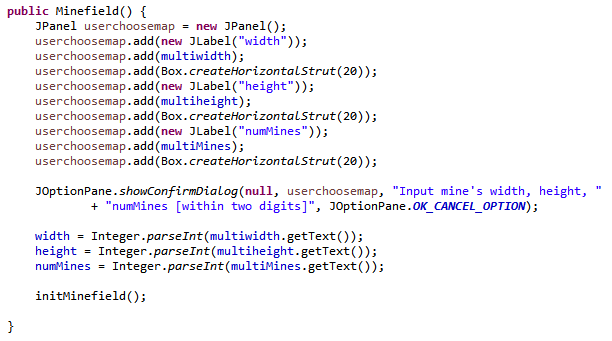 public Minefield() {
    JPanel userchoosemap = new JPanel();
    userchoosemap.add(new JLabel("width"));
    userchoosemap.add(multiwidth);
    userchoosemap.add(Box.createHorizontalStrut(20));
    userchoosemap.add(new JLabel("height"));
    userchoosemap.add(multiheight);
    userchoosemap.add(Box.createHorizontalStrut(20));
    userchoosemap.add(new JLabel("numMines"));
    userchoosemap.add(multiMines);
    userchoosemap.add(Box.createHorizontalStrut(20));

    JOptionPane.showConfirmDialog(null, userchoosemap, "Input mine's width, height, "
            + "numMines [within two digits]", JOptionPane.OK_CANCEL_OPTION);

    width = Integer.parseInt(multiwidth.getText());
    height = Integer.parseInt(multiheight.getText());
    numMines = Integer.parseInt(multiMines.getText());

    initMinefield();

}